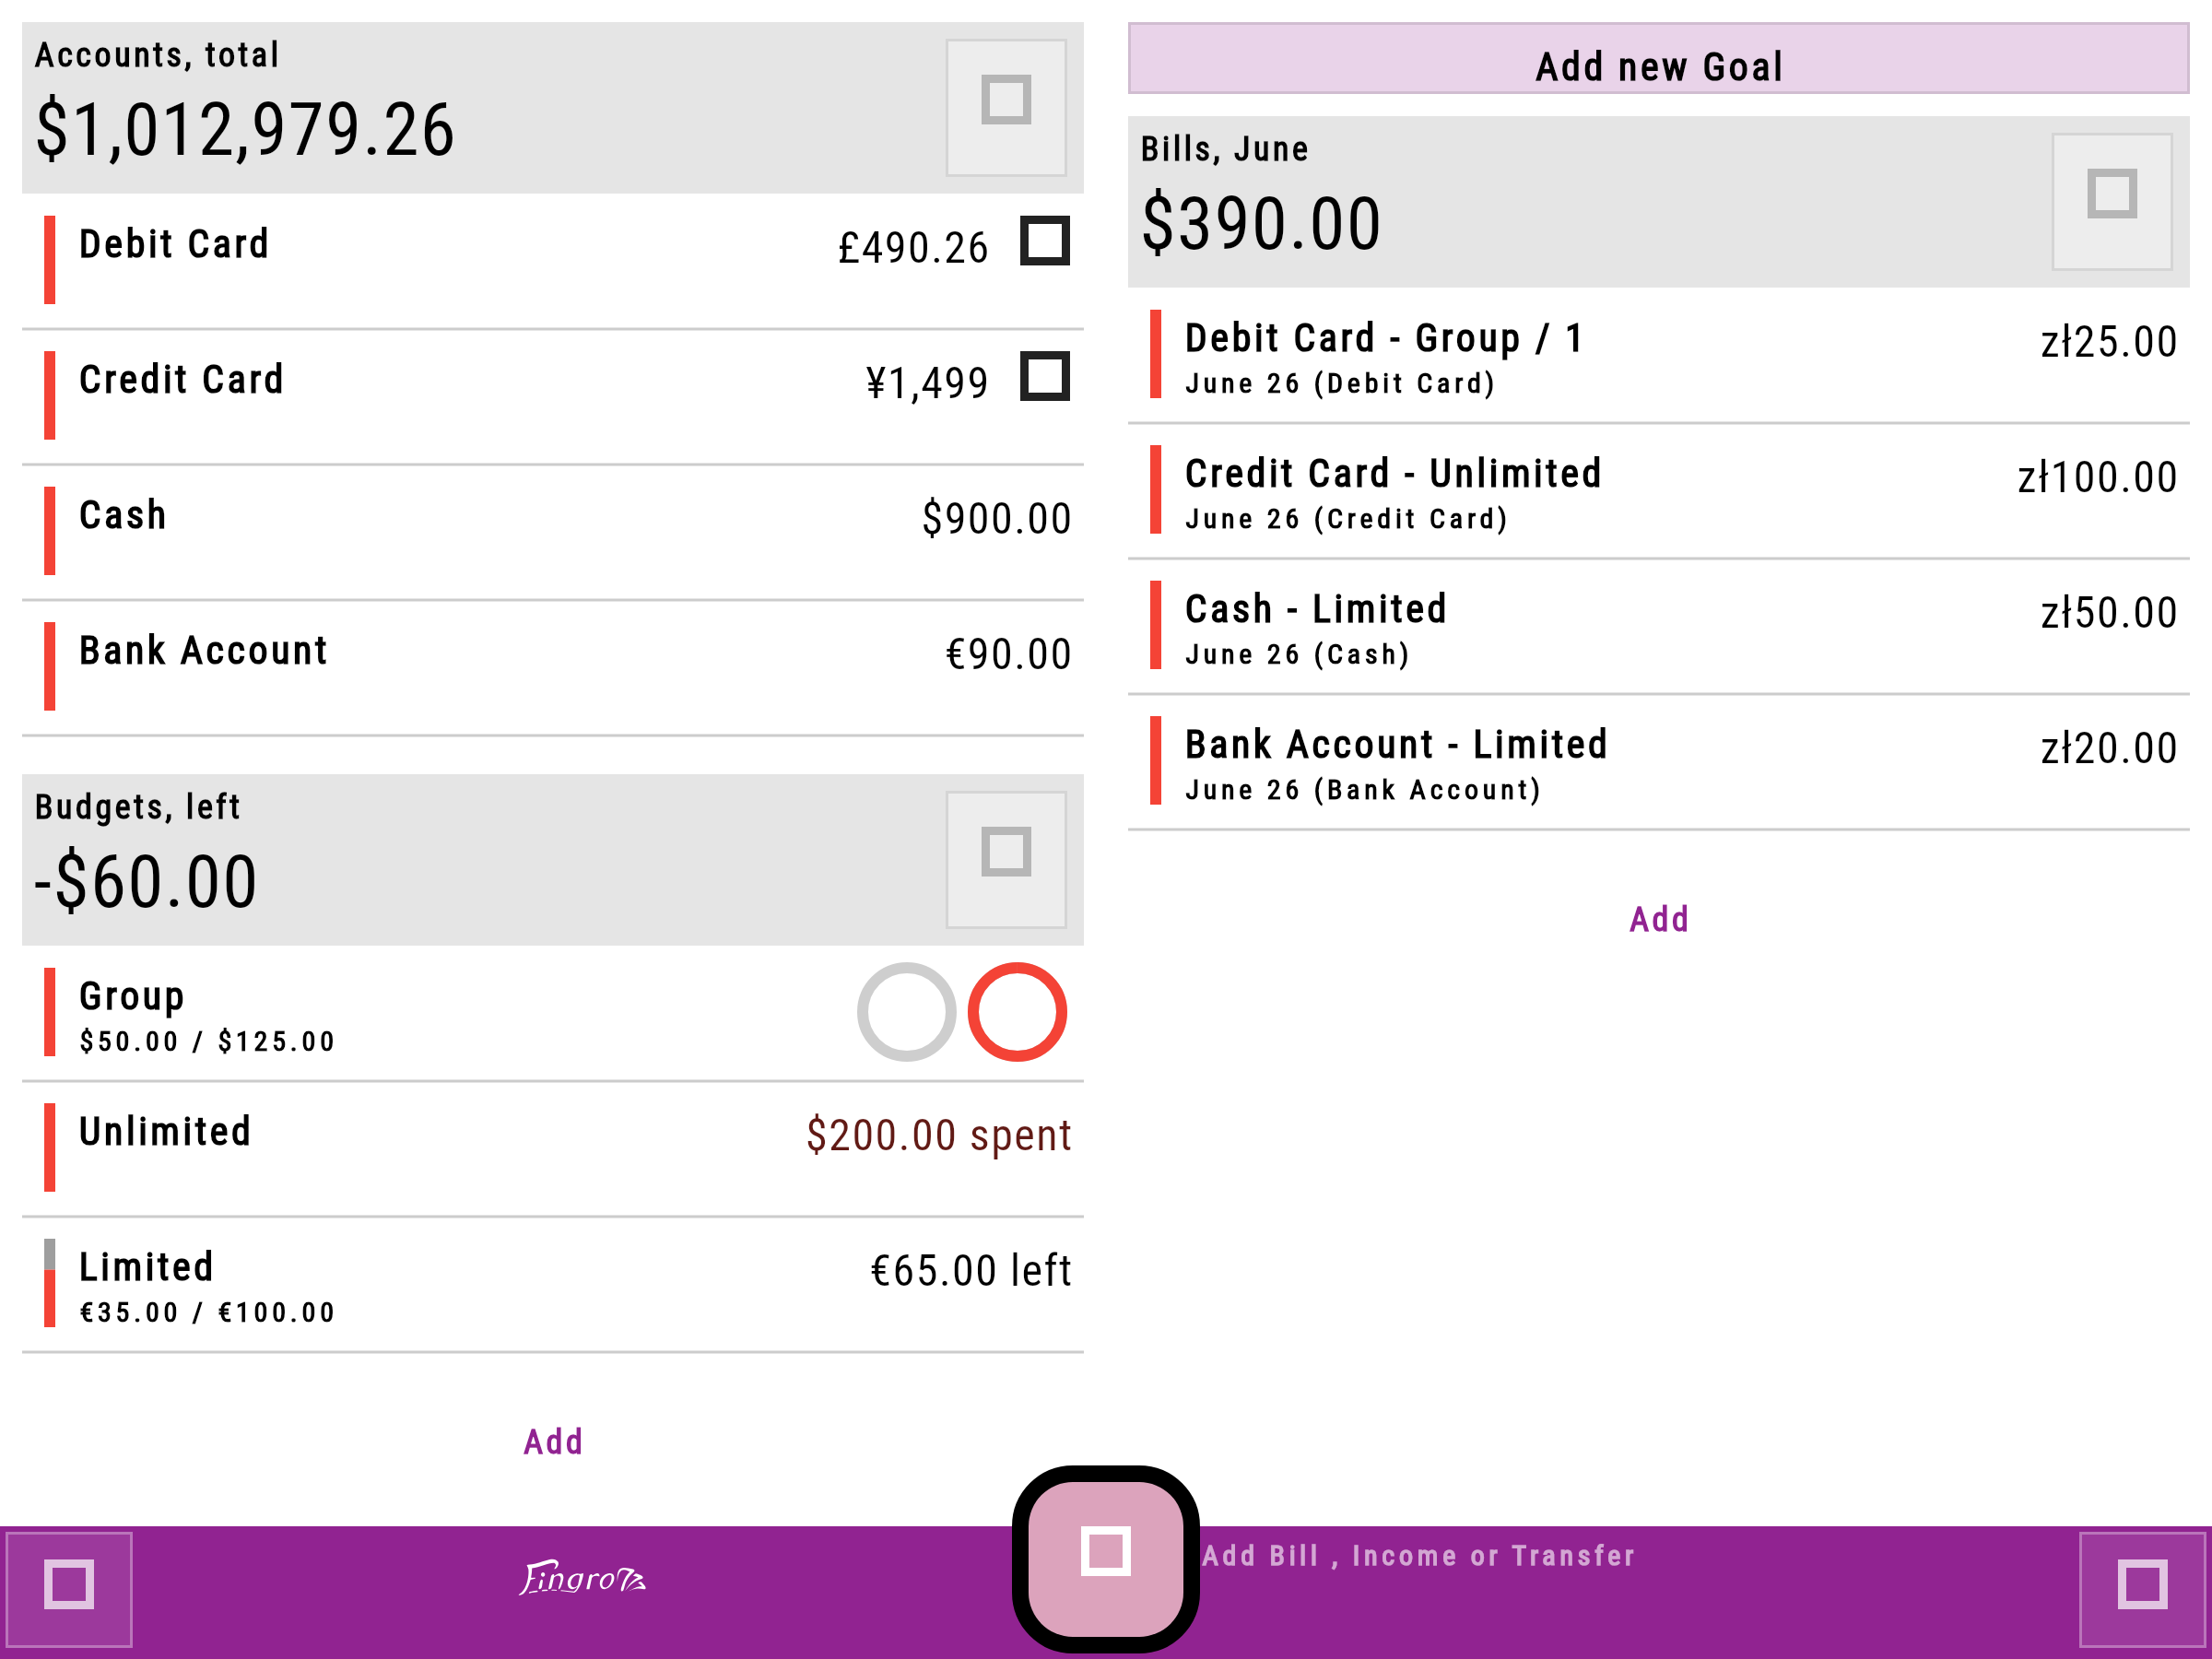 Accounts, total
$1,012,979.26
Debit Card
£490.26
Credit Card
¥1,499
Cash
$900.00
Bank Account
€90.00
Budgets, left
-$60.00
Group
$50.00 / $125.00
Unlimited
$200.00 spent
Limited
€65.00 left
€35.00 / €100.00
Add
Add new Goal
Bills, June
$390.00
Debit Card - Group / 1
zł25.00
June 26 (Debit Card)
Credit Card - Unlimited
zł100.00
June 26 (Credit Card)
Cash - Limited
zł50.00
June 26 (Cash)
Bank Account - Limited
zł20.00
June 26 (Bank Account)
Add
Fingro
Add Bill , Income or Transfer